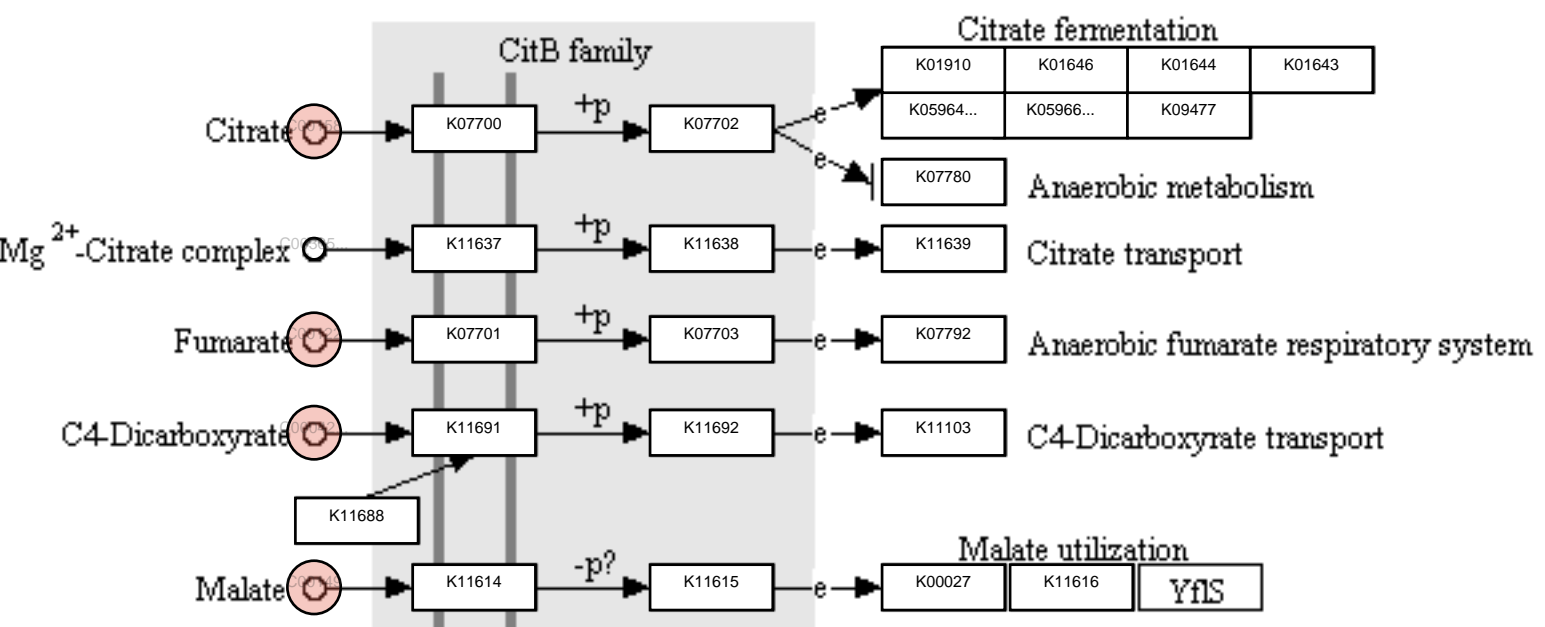 Citrate fermentation
CitB family
K01910 K01646 K01644 K01643
Citrate K07700 +p K07702 e K05964... K05966... K09477
e K07780 Anaerobic metabolism
Mg 2+-Citrate complex K11637 +p K11638 e K11639 Citrate transport
Fumarate K07701 +p K07703 e K07792 Anaerobic fumarate respiratory system
C4-Dicarboxyrate K11691 +p K11692 e K11103 C4-Dicarboxyrate transport
K11688
Malate utilization
Malate K11614 -p? K11615 e K00027 K11616 YflS